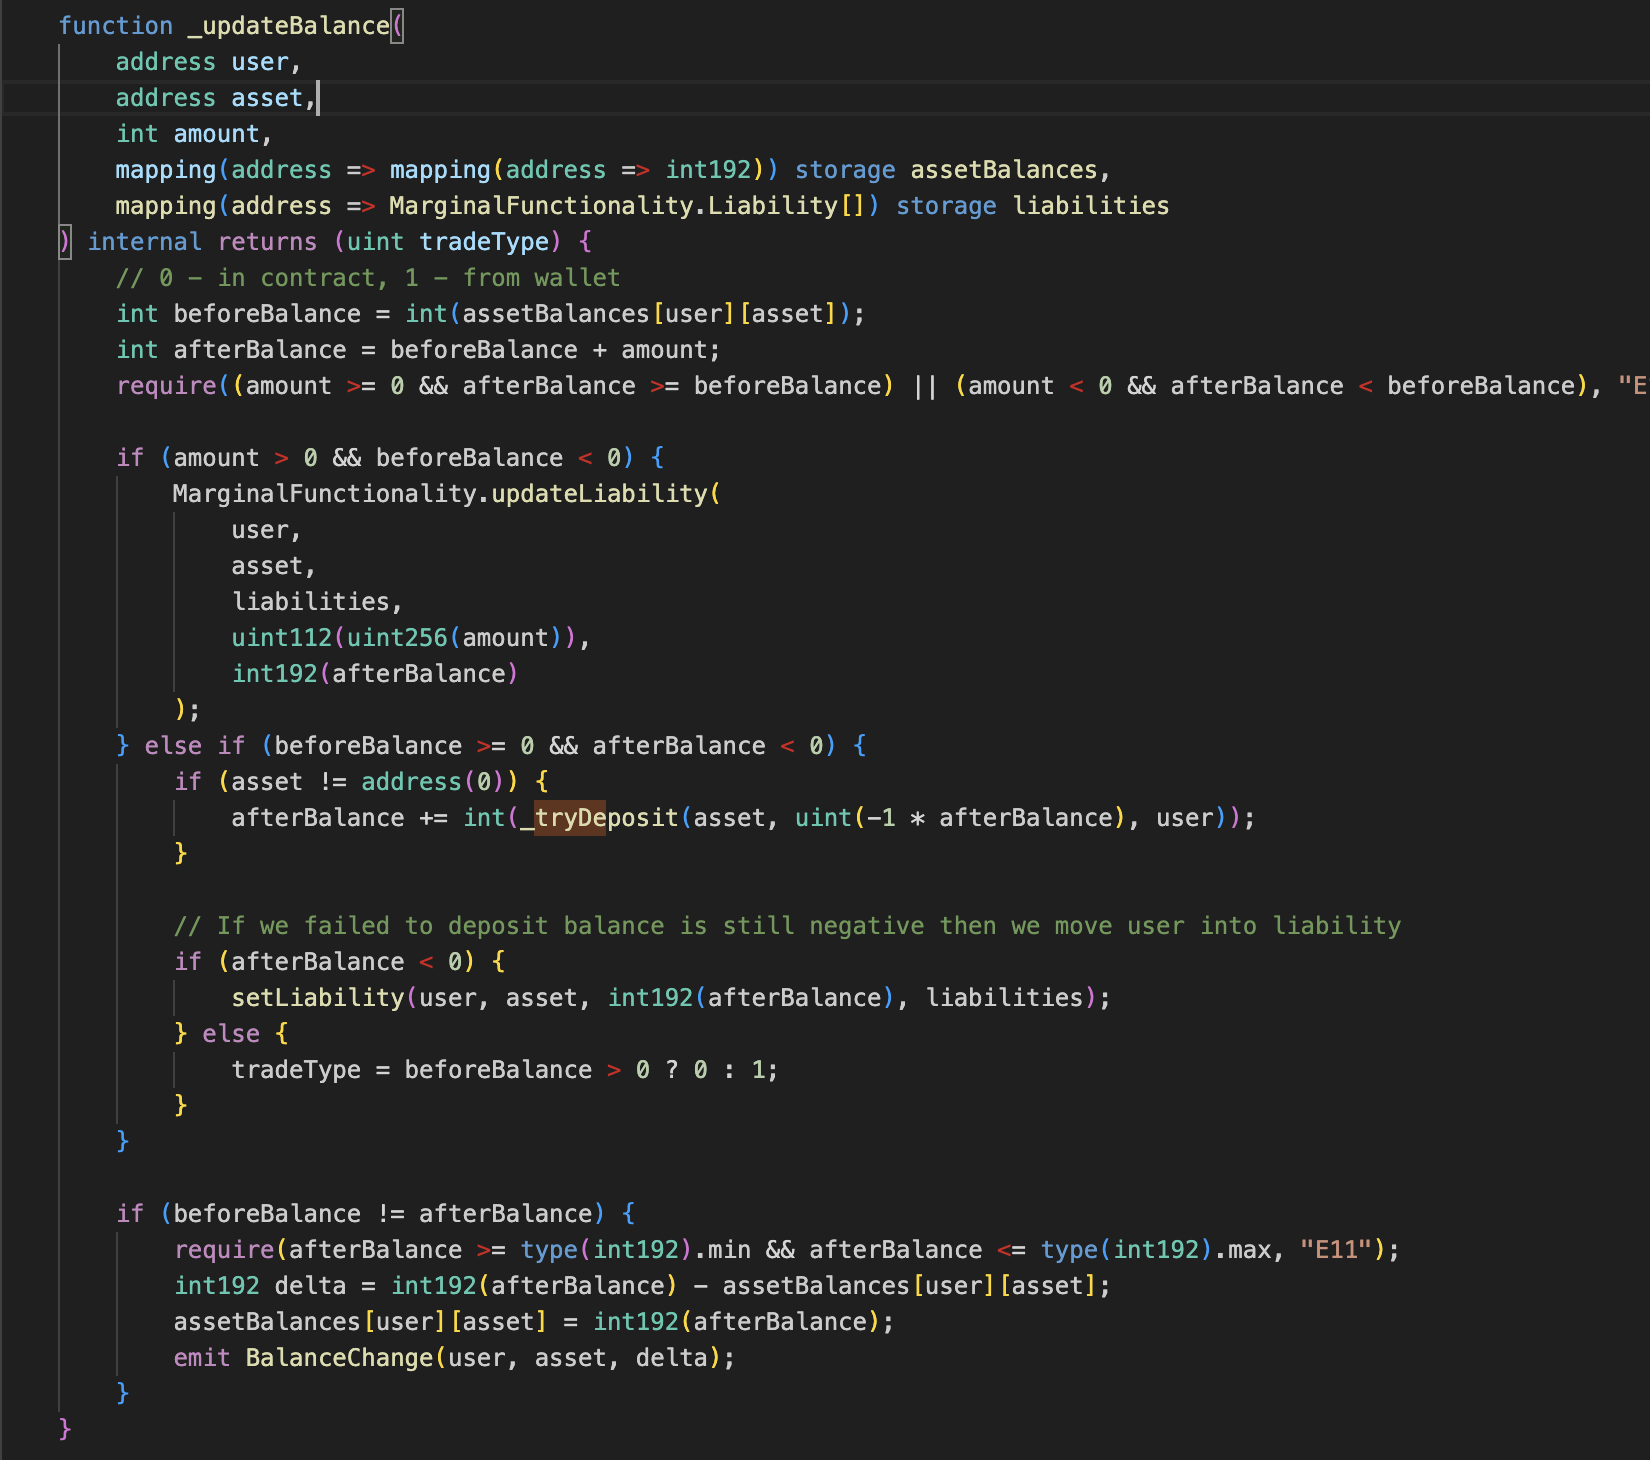 function _updateBalance(
address user,
address asset,
int amount,
mapping(address => mapping(address => int192)) storage assetBalances,
mapping(address => MarginalFunctionality.Liability[]) storage liabilities
) internal returns (uint tradeType) {
// 0 - in contract, 1 - from wallet
int beforeBalance = int(assetBalances[user][asset]);
int afterBalance = beforeBalance + amount;
require((amount >= 0 && afterBalance >= beforeBalance) || (amount < 0 && afterBalance < beforeBalance), "E
if (amount > 0 && beforeBalance < 0) {
MarginalFunctionality.updateLiability(
user,
asset,
liabilities,
uint112(uint256(amount)),
int192(afterBalance)
);
} else if (beforeBalance >= 0 && afterBalance < 0) {
if (asset != address(0)) {
afterBalance += int(_tryDeposit(asset, uint(-1 * afterBalance), user));
}
// If we failed to deposit balance is still negative then we move user into liability
if (afterBalance < 0) {
setLiability(user, asset, int192(afterBalance), liabilities);
} else {
tradeType = beforeBalance > 0 ? 0 : 1;
}
}
if (beforeBalance != afterBalance) {
require(afterBalance >= type(int192).min && afterBalance <= type(int192).max, "E11");
int192 delta = int192(afterBalance) - assetBalances[user][asset];
assetBalances[user][asset] = int192(afterBalance);
emit BalanceChange(user, asset, delta);
}
}